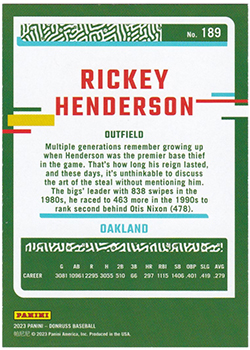 No. 189
RICKEY
HENDERSON
OUTFIELD
Multiple generations remember growing up
when Henderson was the premier base thief
in the game. That's how long his reign lasted,
and these days, it's unthinkable to discuss
the art of the steal without mentioning him.
The bigs' leader with 838 swipes in the
1980s, he raced to 463 more in the 1990s to
rank second behind Otis Nixon (478).
OAKLAND
G AB R H 2B 3B HR RBI SB OBP SLG AVG
CAREER 3081 10961 2295 3055 510 66 297 1115 1406 .401 .419 .279
PANINI
2023 PANINI - DONRUSS BASEBALL
© 2023 Panini America, Inc. Produced in the USA.